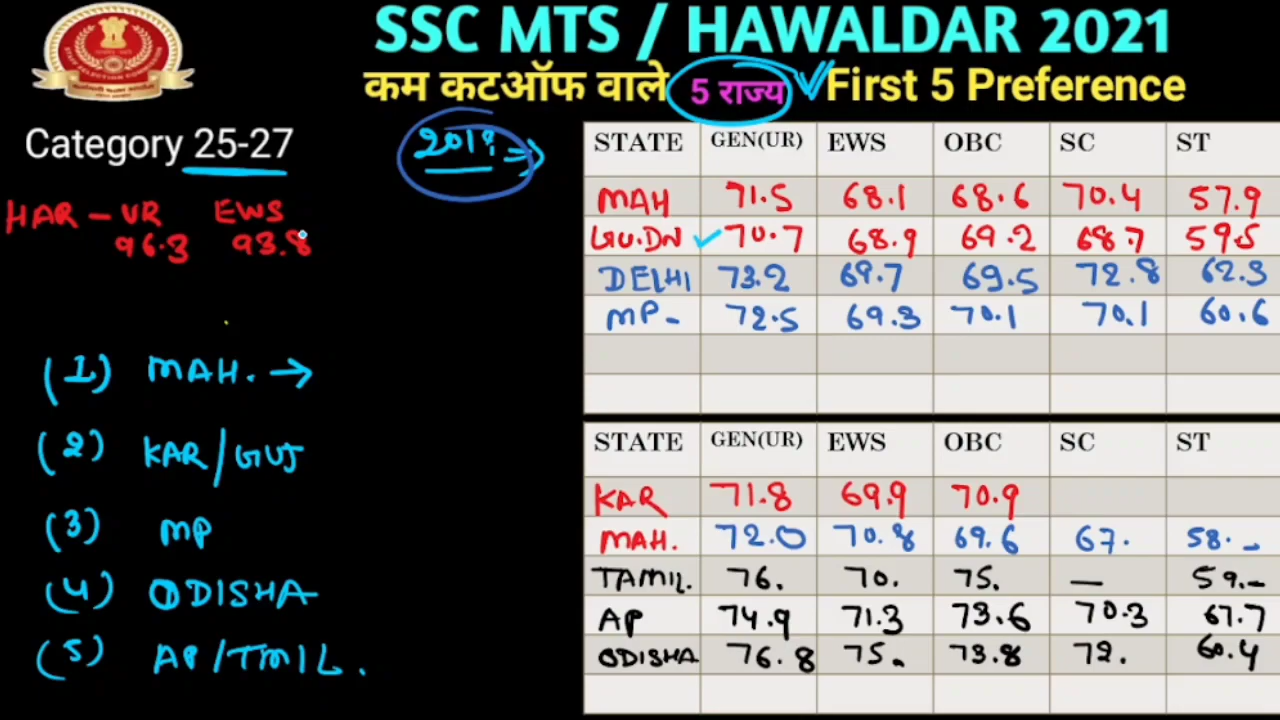 SSC MTS / HAWALDAR 2021
कम कटऑफ वाले 5 राज्य First 5 Preference
Category 25-27
HAR - UR EWS
96.3 93.8
(1) MAH. →
(2) KAR/GUJ
(3) MP
(4) ODISHA
(5) AP/TMIL.
STATE GEN(UR) EWS OBC SC ST
MAH 71.5 68.1 68.6 70.4 57.9
GU.DN 70.7 68.9 69.2 68.7 59.5
DELHI 73.2 69.7 69.5 72.8 62.3
MP- 72.5 69.3 70.1 70.1 60.6
STATE GEN(UR) EWS OBC SC ST
KAR 71.8 69.9 70.9
MAH. 72.0 70.8 69.6 67. 58.-
TAMIL. 76. 70. 75. — 59.-
AP 74.9 71.3 73.6 70.3 67.7
ODISHA 76.8 75. 73.8 72. 60.4